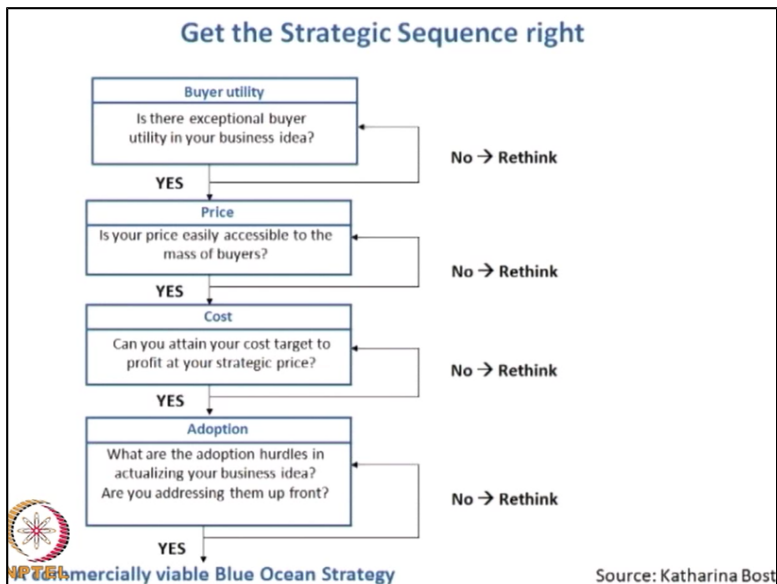 Get the Strategic Sequence right
Buyer utility
Is there exceptional buyer
utility in your business idea?
No → Rethink
YES
Price
Is your price easily accessible to the
mass of buyers?
No → Rethink
YES
Cost
Can you attain your cost target to
profit at your strategic price?
No → Rethink
YES
Adoption
What are the adoption hurdles in
actualizing your business idea?
Are you addressing them up front?
No → Rethink
YES
NPTEL
commercially viable Blue Ocean Strategy
Source: Katharina Bost